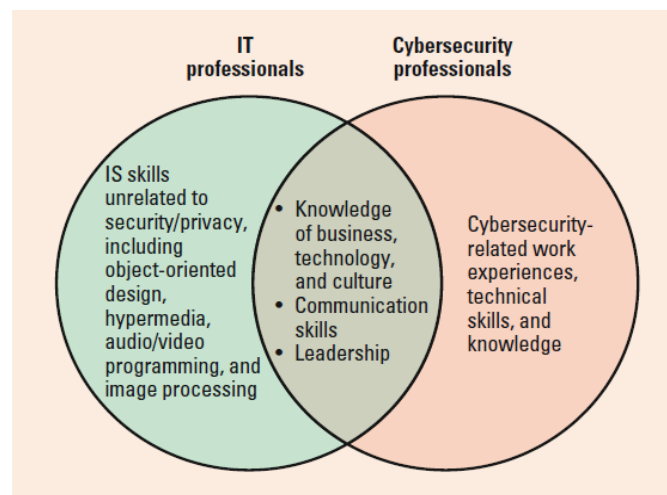 IT
professionals
Cybersecurity
professionals
IS skills
unrelated to
security/privacy,
including
object-oriented
design,
hypermedia,
audio/video
programming, and
image processing
• Knowledge
of business,
technology,
and culture
• Communication
skills
• Leadership
Cybersecurity-
related work
experiences,
technical
skills, and
knowledge